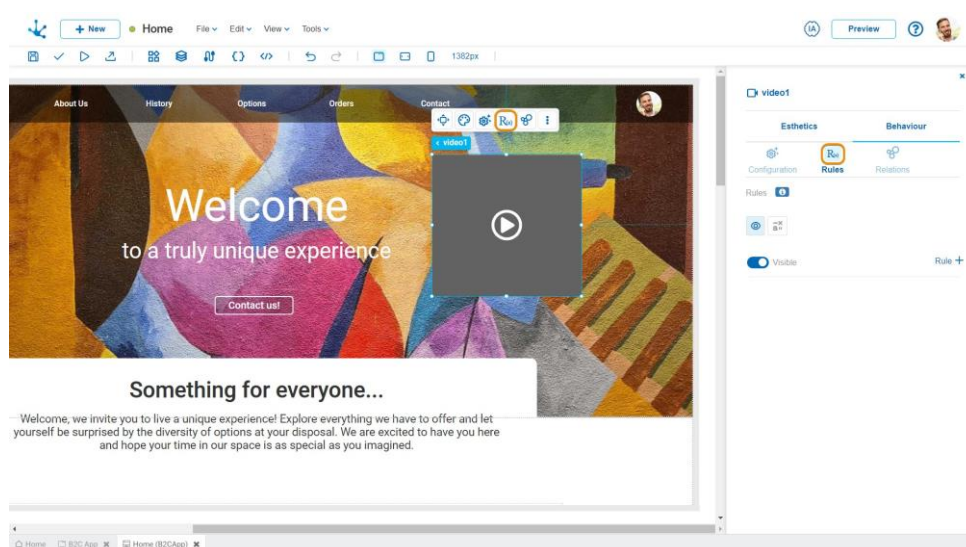 + New
Home
File
Edit
View
Tools
IA
Preview
?
1382px
About Us
History
Options
Orders
Contact
< video1
Welcome
to a truly unique experience
Contact us!
Something for everyone...
Welcome, we invite you to live a unique experience! Explore everything we have to offer and let
yourself be surprised by the diversity of options at your disposal. We are excited to have you here
and hope your time in our space is as special as you imagined.
video1
Esthetics
Behaviour
Configuration
Rules
Relations
Rules
Visible
Rule +
Home
B2C App
Home (B2CApp)